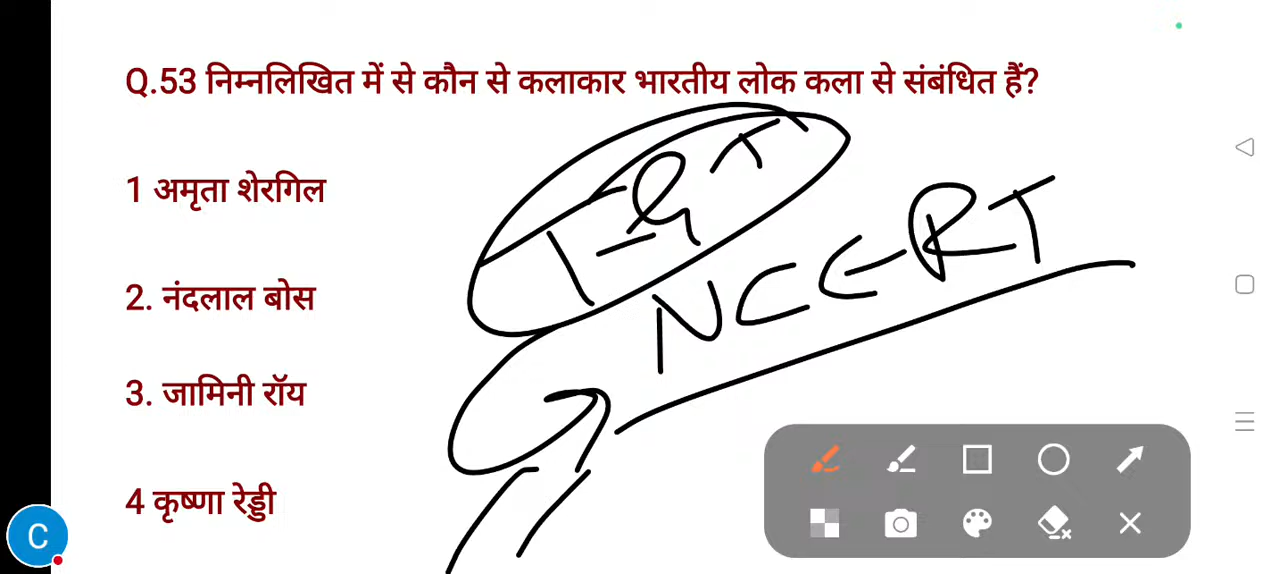 Q.53 निम्नलिखित में से कौन से कलाकार भारतीय लोक कला से संबंधित हैं?
1 अमृता शेरगिल
2. नंदलाल बोस
NCERT
3. जामिनी रॉय
4 कृष्णा रेड्डी
C